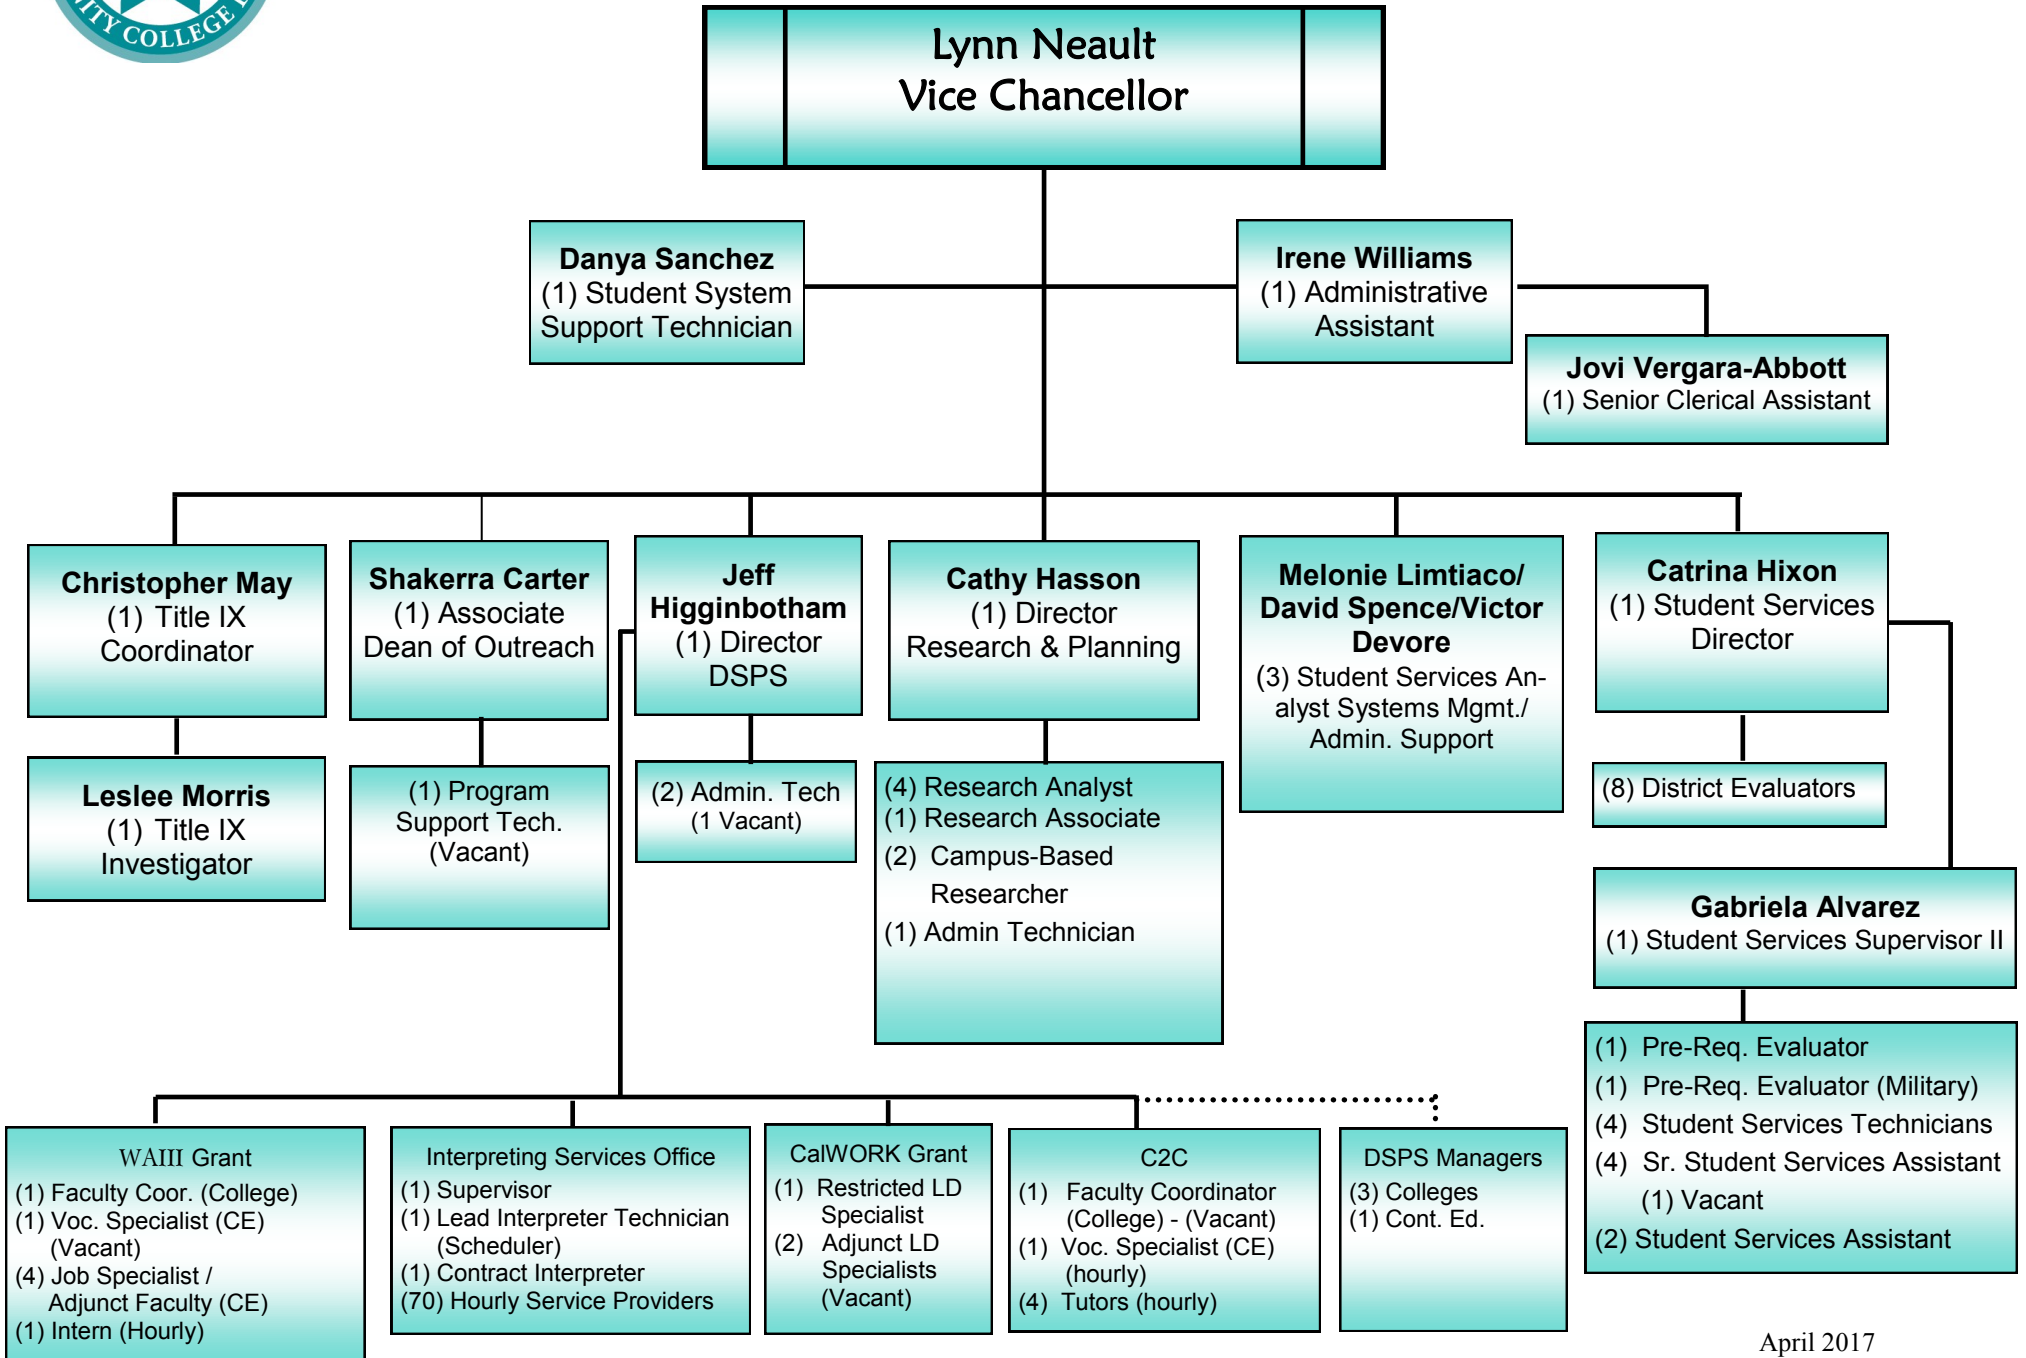 NITY COLLEGE
Lynn Neault
Vice Chancellor
Danya Sanchez
(1) Student System
Support Technician
Irene Williams
(1) Administrative
Assistant
Jovi Vergara-Abbott
(1) Senior Clerical Assistant
Christopher May
(1) Title IX
Coordinator
Shakerra Carter
(1) Associate
Dean of Outreach
Jeff
Higginbotham
(1) Director
DSPS
Cathy Hasson
(1) Director
Research & Planning
Melonie Limtiaco/
David Spence/Victor
Devore
(3) Student Services An-
alyst Systems Mgmt./
Admin. Support
Catrina Hixon
(1) Student Services
Director
Leslee Morris
(1) Title IX
Investigator
(1) Program
Support Tech.
(Vacant)
(2) Admin. Tech
(1 Vacant)
(4) Research Analyst
(1) Research Associate
(2) Campus-Based
Researcher
(1) Admin Technician
(8) District Evaluators
Gabriela Alvarez
(1) Student Services Supervisor II
(1) Pre-Req. Evaluator
(1) Pre-Req. Evaluator (Military)
(4) Student Services Technicians
(4) Sr. Student Services Assistant
(1) Vacant
(2) Student Services Assistant
WAIII Grant
(1) Faculty Coor. (College)
(1) Voc. Specialist (CE)
(Vacant)
(4) Job Specialist /
Adjunct Faculty (CE)
(1) Intern (Hourly)
Interpreting Services Office
(1) Supervisor
(1) Lead Interpreter Technician
(Scheduler)
(1) Contract Interpreter
(70) Hourly Service Providers
CalWORK Grant
(1) Restricted LD
Specialist
(2) Adjunct LD
Specialists
(Vacant)
C2C
(1) Faculty Coordinator
(College) - (Vacant)
(1) Voc. Specialist (CE)
(hourly)
(4) Tutors (hourly)
DSPS Managers
(3) Colleges
(1) Cont. Ed.
April 2017